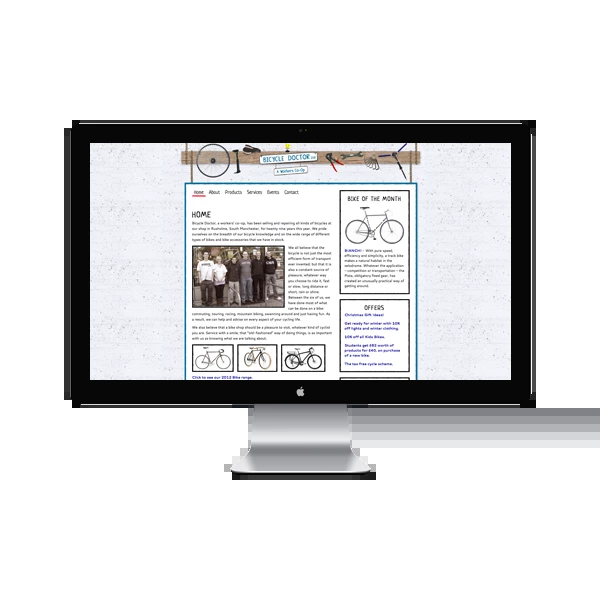 BICYCLE DOCTOR
A Workers Co-Op
Home About Products Services Events Contact
HOME
Bicycle Doctor, a workers' co-op, has been selling and repairing all kinds of bicycles at
our shop in Rusholme, South Manchester, for twenty nine years this year. We pride
ourselves on the breadth of our bicycle knowledge and on the wide range of different
types of bikes and bike accessories that we have in stock.
We all believe that the
bicycle is not just the most
efficient form of transport
ever invented, but that it is
also a constant source of
pleasure, whatever way
you choose to ride it, fast
or slow, long distance or
short, rain or shine.
Between the six of us, we
have done most of what
can be done on a bike:
commuting, touring, racing, mountain biking, swanning around and just having fun. As
a result, we can help and advise on every aspect of your cycling life.
We also believe that a bike shop should be a pleasure to visit, whatever kind of cyclist
you are. Service with a smile, that "old-fashioned" way of doing things, is as important
with us as knowing what we are talking about.
Click to see our 2012 Bike range.
BIKE OF THE MONTH
BIANCHI - With pure speed,
efficiency and simplicity, a track bike
makes a natural habitat in the
velodrome. Whatever the application
- competition or transportation - the
Pista, obligatory fixed gear, has
created an unusually practical way of
getting around.
OFFERS
Christmas Gift Ideas!
Get ready for winter with 10%
off lights and winter clothing.
10% off all Kids Bikes.
Students get £82 worth of
products for £40, on purchase
of a new bike.
The tax free cycle scheme.